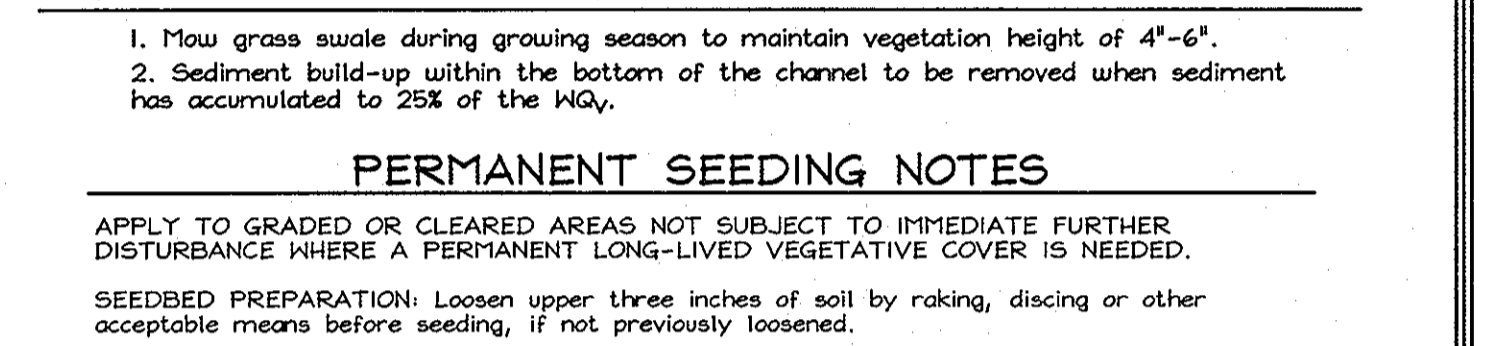 1. Mow grass swale during growing season to maintain vegetation height of 4"-6".
2. Sediment build-up within the bottom of the channel to be removed when sediment
has accumulated to 25% of the WQv.
PERMANENT SEEDING NOTES
APPLY TO GRADED OR CLEARED AREAS NOT SUBJECT TO IMMEDIATE FURTHER
DISTURBANCE WHERE A PERMANENT LONG-LIVED VEGETATIVE COVER IS NEEDED.
SEEDBED PREPARATION: Loosen upper three inches of soil by raking, discing or other
acceptable means before seeding, if not previously loosened.